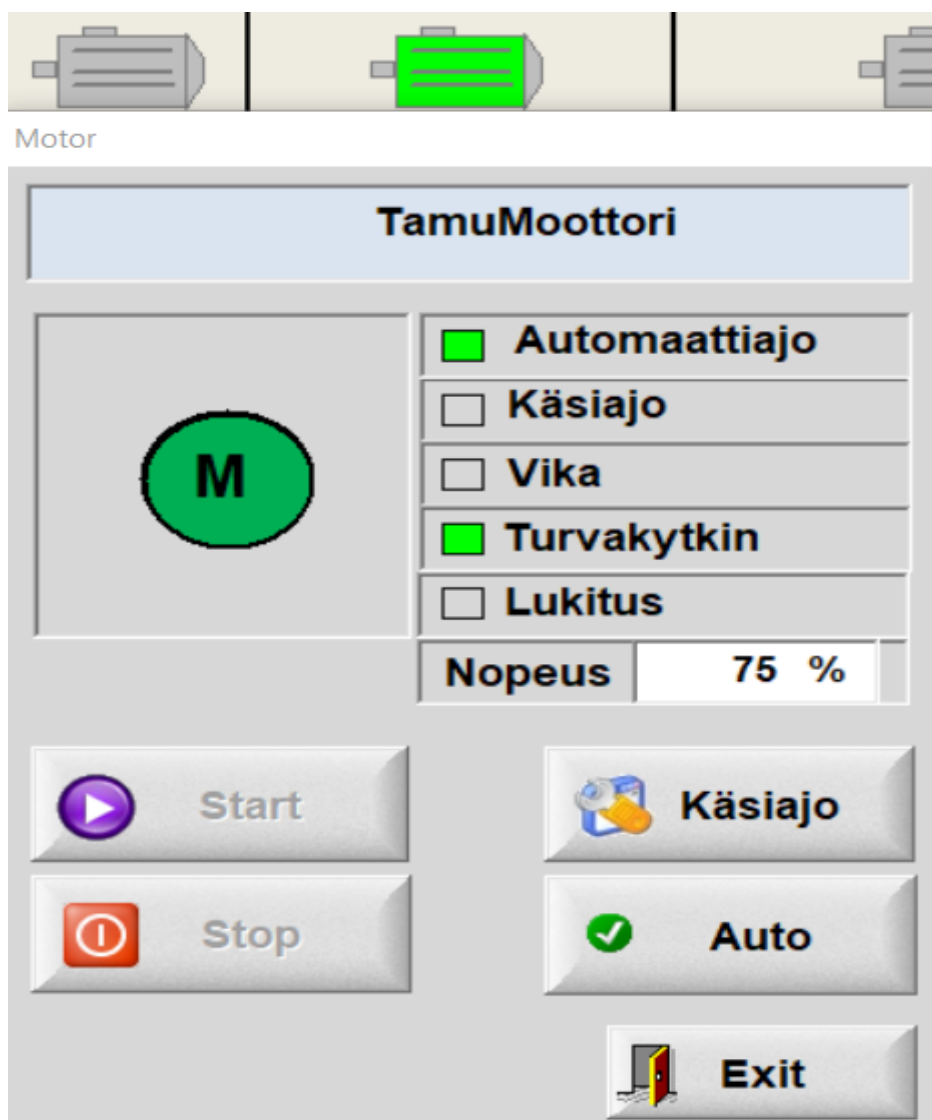 Motor
TamuMoottori
M
Automaattiajo
Käsiajo
Vika
Turvakytkin
Lukitus
Nopeus 75 %
Start
Käsiajo
Stop
Auto
Exit